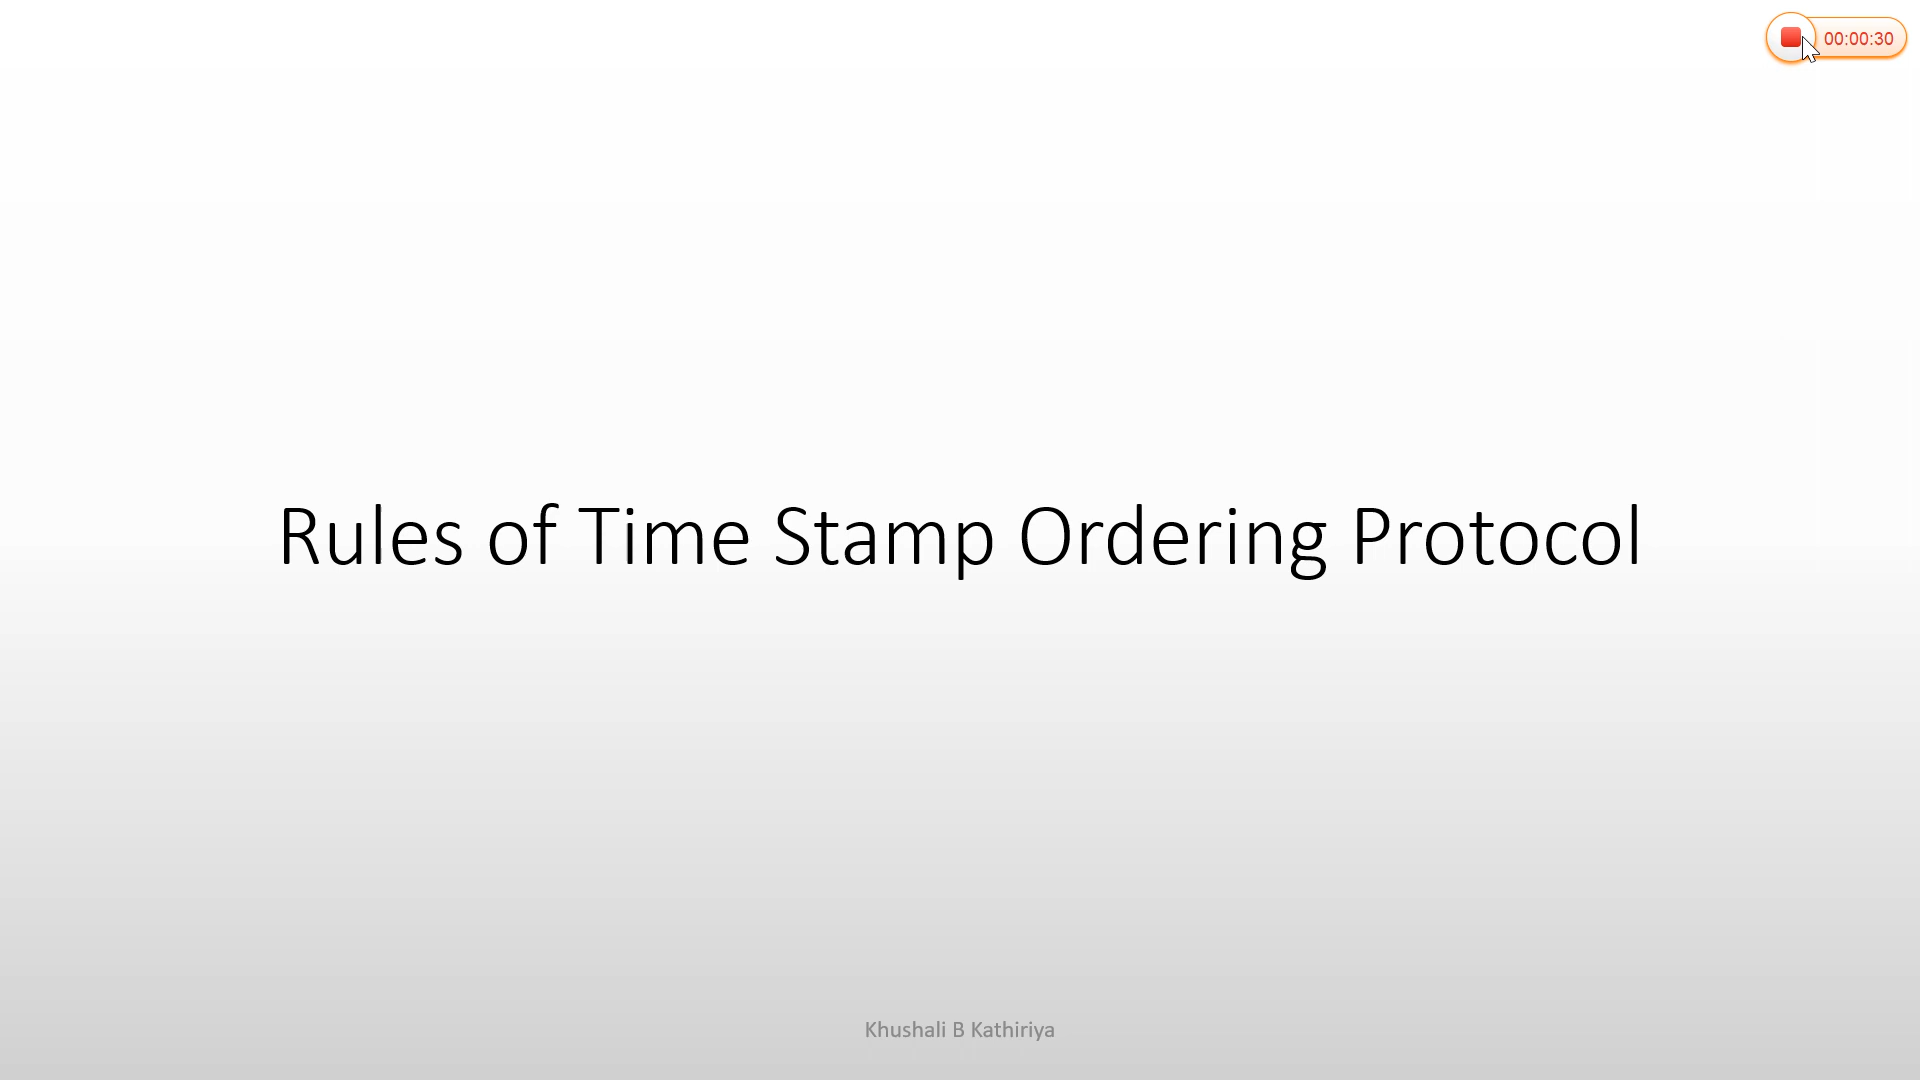 00:00:30
Rules of Time Stamp Ordering Protocol
Khushali B Kathiriya